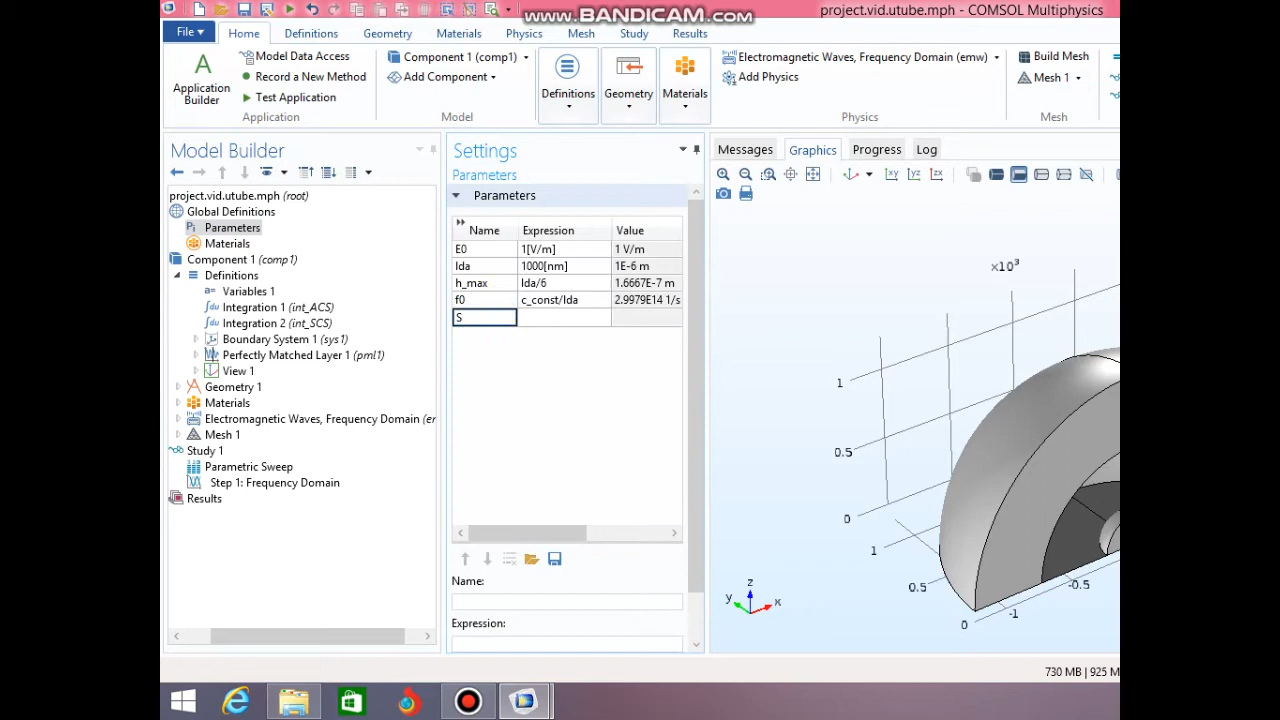 www.BANDICAM.com
project.vid.utube.mph - COMSOL Multiphysics
File
Home
Definitions
Geometry
Materials
Physics
Mesh
Study
Results
Application Builder
Model Data Access
Record a New Method
Test Application
Application
Component 1 (comp1)
Add Component
Model
Definitions
Geometry
Materials
Electromagnetic Waves, Frequency Domain (emw)
Add Physics
Physics
Build Mesh
Mesh 1
Mesh
Model Builder
project.vid.utube.mph (root)
Global Definitions
Pi Parameters
Materials
Component 1 (comp1)
Definitions
a= Variables 1
∫du Integration 1 (int_ACS)
∫du Integration 2 (int_SCS)
Boundary System 1 (sys1)
Perfectly Matched Layer 1 (pml1)
View 1
Geometry 1
Materials
Electromagnetic Waves, Frequency Domain (er
Mesh 1
Study 1
Parametric Sweep
Step 1: Frequency Domain
Results
Settings
Parameters
Parameters
Name Expression Value
E0 1[V/m] 1 V/m
lda 1000[nm] 1E-6 m
h_max lda/6 1.6667E-7 m
f0 c_const/lda 2.9979E14 1/s
S
Name:
Expression:
Messages
Graphics
Progress
Log
xy
yz
zx
×10³
1
0.5
0
1
0.5
0
-1
-0.5
z
y
x
730 MB | 925 M